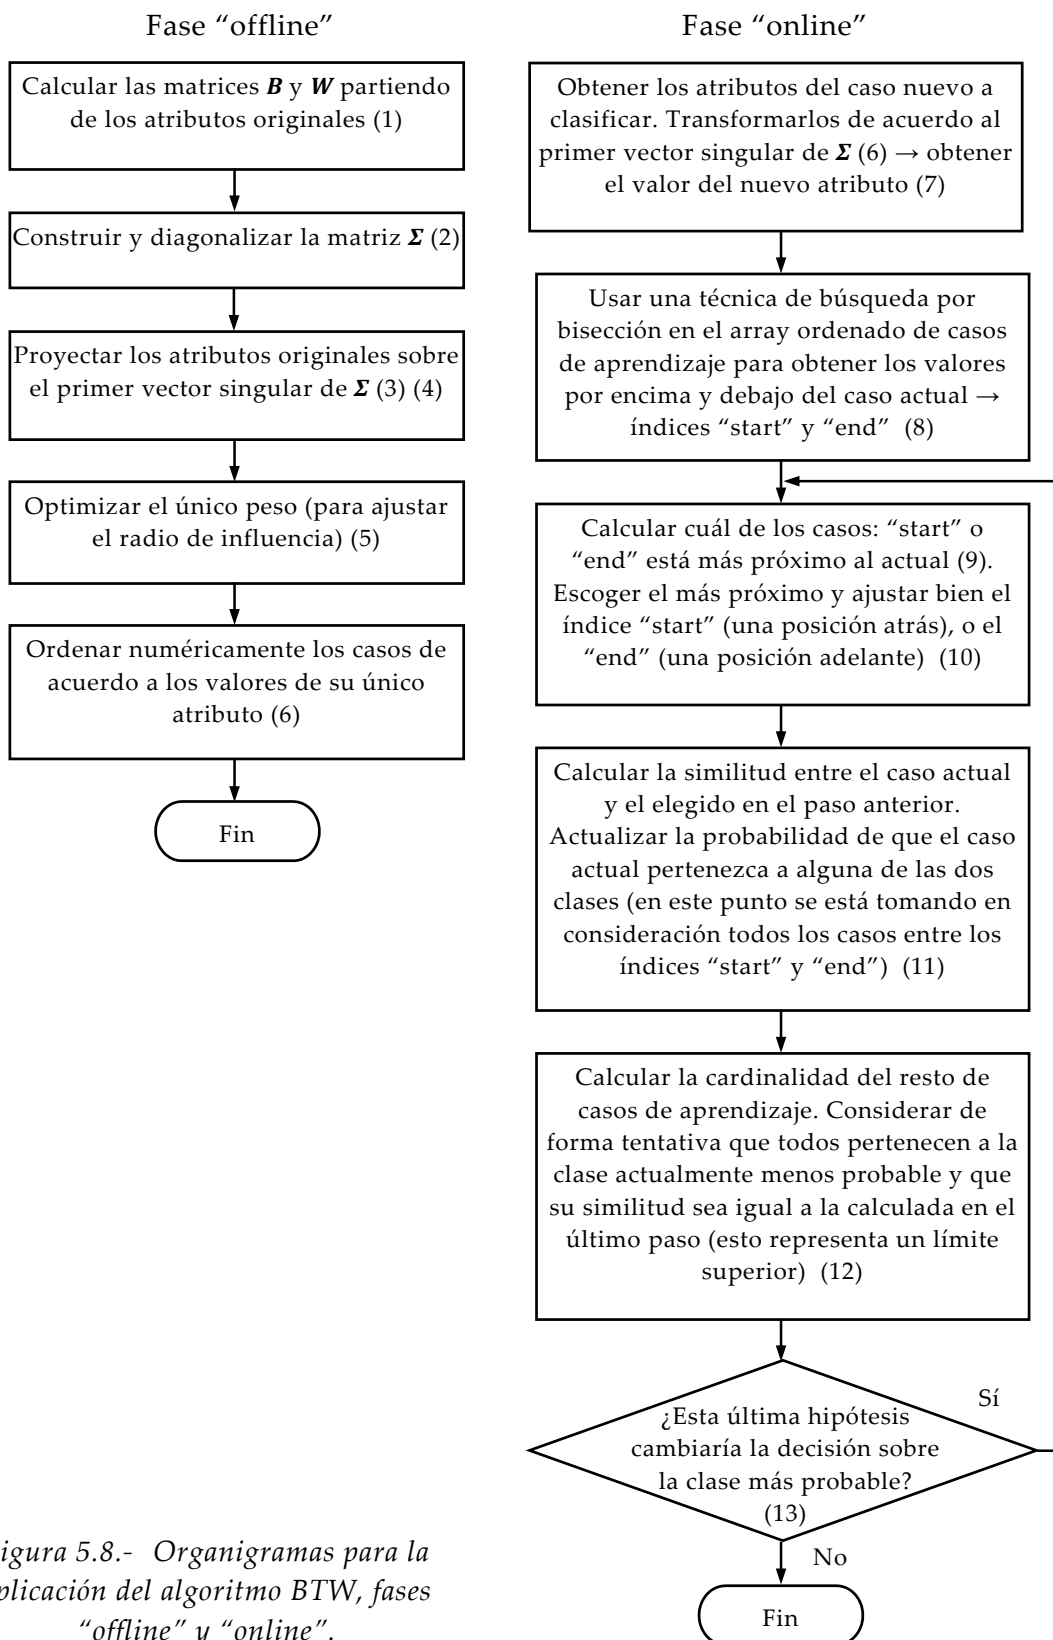 Fase “offline”
Calcular las matrices B y W partiendo
de los atributos originales (1)
Construir y diagonalizar la matriz Σ (2)
Proyectar los atributos originales sobre
el primer vector singular de Σ (3) (4)
Optimizar el único peso (para ajustar
el radio de influencia) (5)
Ordenar numéricamente los casos de
acuerdo a los valores de su único
atributo (6)
Fin
Fase “online”
Obtener los atributos del caso nuevo a
clasificar. Transformarlos de acuerdo al
primer vector singular de Σ (6) → obtener
el valor del nuevo atributo (7)
Usar una técnica de búsqueda por
bisección en el array ordenado de casos
de aprendizaje para obtener los valores
por encima y debajo del caso actual →
índices “start” y “end” (8)
Calcular cuál de los casos: “start” o
“end” está más próximo al actual (9).
Escoger el más próximo y ajustar bien el
índice “start” (una posición atrás), o el
“end” (una posición adelante) (10)
Calcular la similitud entre el caso actual
y el elegido en el paso anterior.
Actualizar la probabilidad de que el caso
actual pertenezca a alguna de las dos
clases (en este punto se está tomando en
consideración todos los casos entre los
índices “start” y “end”) (11)
Calcular la cardinalidad del resto de
casos de aprendizaje. Considerar de
forma tentativa que todos pertenecen a la
clase actualmente menos probable y que
su similitud sea igual a la calculada en el
último paso (esto representa un límite
superior) (12)
Sí
¿Esta última hipótesis
cambiaría la decisión sobre
la clase más probable?
(13)
No
Fin
igura 5.8.- Organigramas para la
plicación del algoritmo BTW, fases
“offline” y “online”.